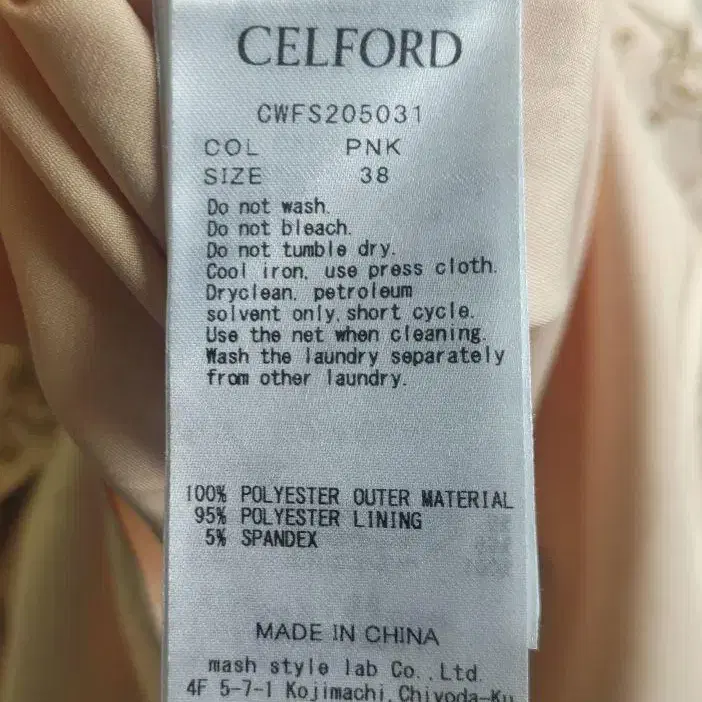 CELFORD
CWFS205031
COL PNK
SIZE 38
Do not wash.
Do not bleach.
Do not tumble dry.
Cool iron, use press cloth.
Dryclean, petroleum
solvent only, short cycle.
Use the net when cleaning.
Wash the laundry separately
from other laundry.
100% POLYESTER OUTER MATERIAL
95% POLYESTER LINING
5% SPANDEX
MADE IN CHINA
mash style lab Co.,Ltd.
4F 5-7-1 Kojimachi, Chiyoda-Ku